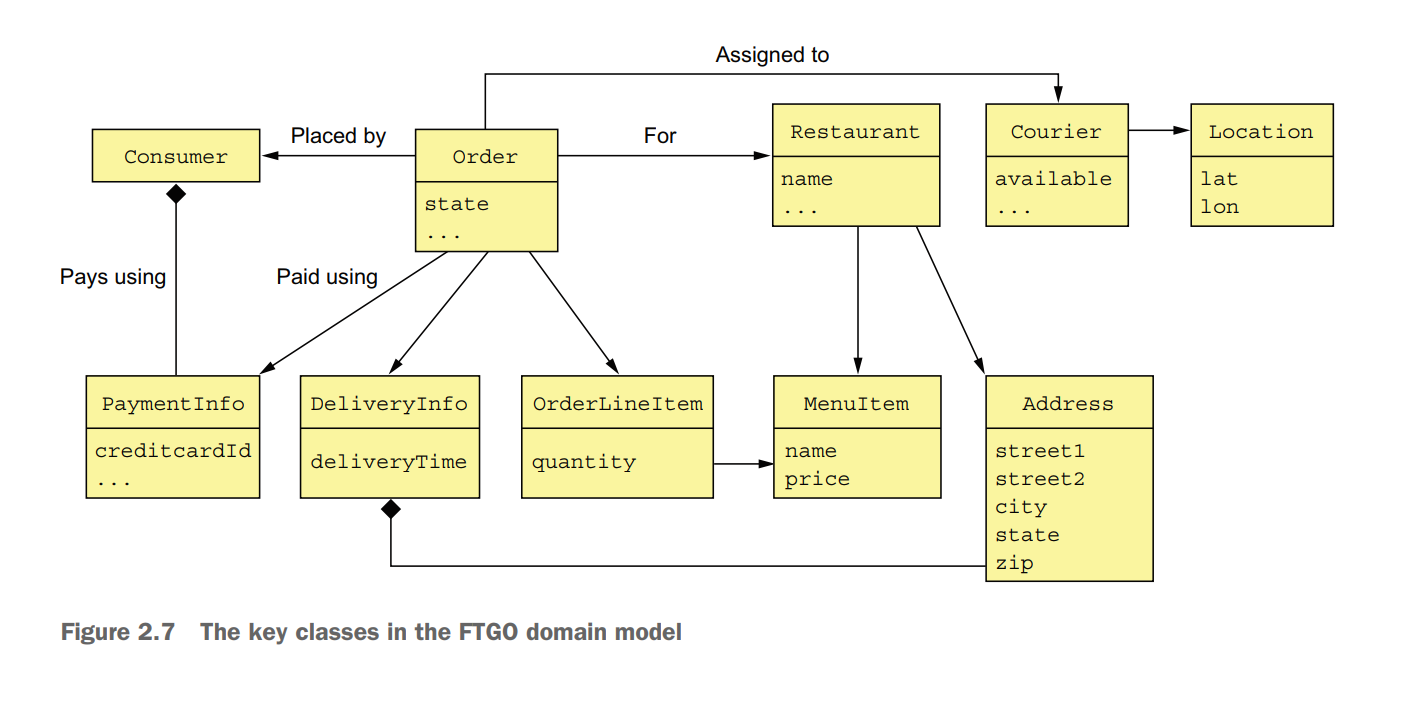 Assigned to
Consumer
Placed by
Order
state
...
For
Restaurant
name
...
Courier
available
...
Location
lat
lon
Pays using
Paid using
PaymentInfo
creditcardId
...
DeliveryInfo
deliveryTime
OrderLineItem
quantity
MenuItem
name
price
Address
street1
street2
city
state
zip
Figure 2.7 The key classes in the FTGO domain model